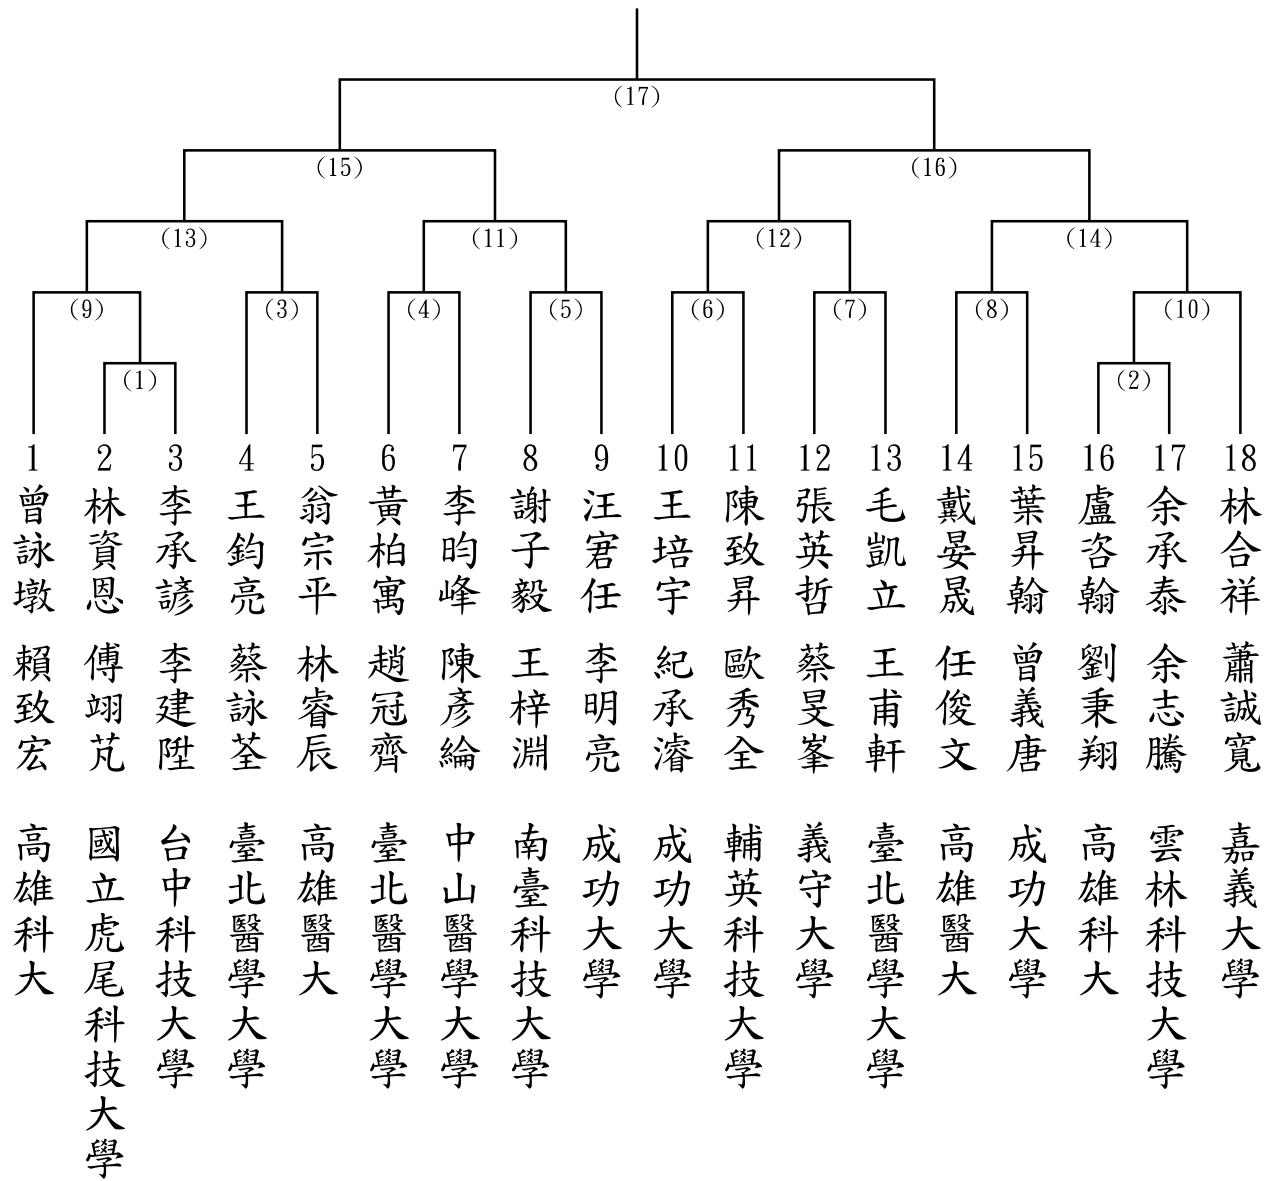 (17)
(15)
(16)
(13)
(11)
(12)
(14)
(9)
(3)
(4)
(5)
(6)
(7)
(8)
(10)
(1)
(2)
1
曾詠墩
賴致宏
高雄科大
2
林資恩
傅翊芃
國立虎尾科技大學
3
李承諺
李建陞
台中科技大學
4
王鈞亮
蔡詠荃
臺北醫學大學
5
翁宗平
林睿辰
高雄醫大
6
黃柏寓
趙冠齊
臺北醫學大學
7
李昀峰
陳彥綸
中山醫學大學
8
謝子毅
王梓淵
南臺科技大學
9
汪宭任
李明亮
成功大學
10
王培宇
紀承濬
成功大學
11
陳致昇
歐秀全
輔英科技大學
12
張英哲
蔡旻峯
義守大學
13
毛凱立
王甫軒
臺北醫學大學
14
戴晏晟
任俊文
高雄醫大
15
葉昇翰
曾義唐
成功大學
16
盧咨翰
劉秉翔
高雄科大
17
余承泰
余志騰
雲林科技大學
18
林合祥
蕭誠寬
嘉義大學